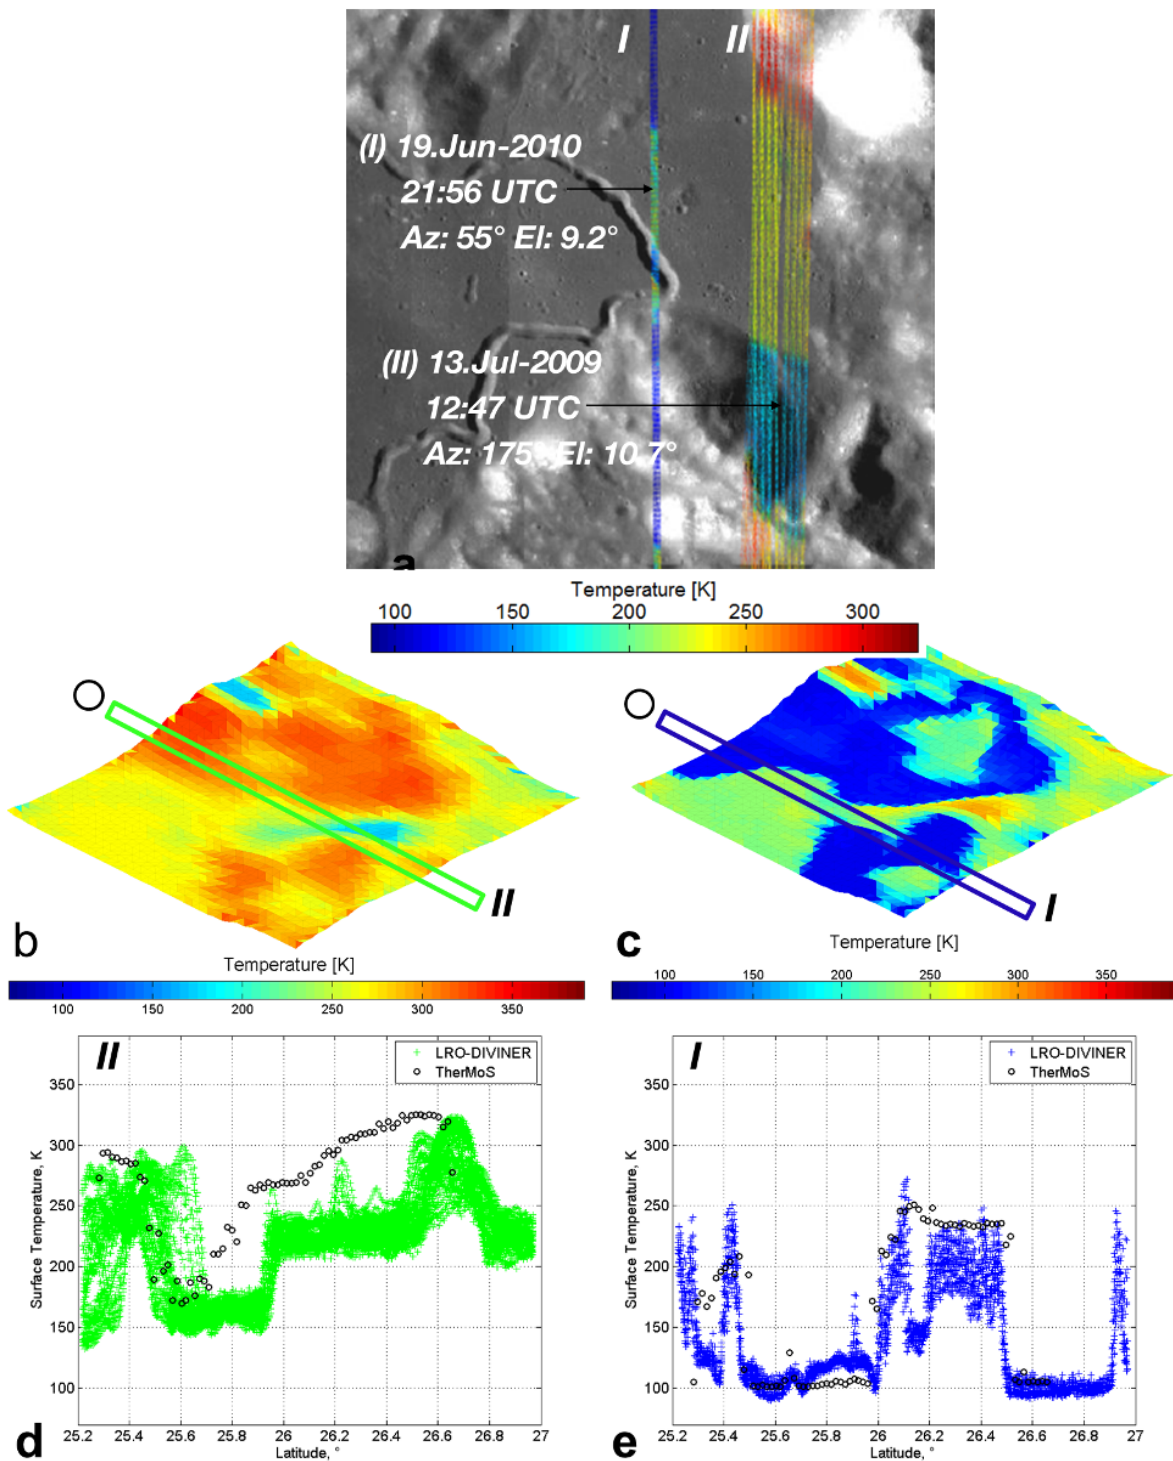 I II
(I) 19.Jun-2010
21:56 UTC
Az: 55° El: 9.2°
(II) 13.Jul-2009
12:47 UTC
Az: 175° El: 10.7°
a
Temperature [K]
100 150 200 250 300
II
I
b
c
Temperature [K]
100 150 200 250 300 350
Temperature [K]
100 150 200 250 300 350
II
LRO-DIVINER
TherMoS
350
300
250
200
150
100
Surface Temperature, K
25.2 25.4 25.6 25.8 26 26.2 26.4 26.6 26.8 27
Latitude, °
d
I
LRO-DIVINER
TherMoS
350
300
250
200
150
100
Surface Temperature, K
25.2 25.4 25.6 25.8 26 26.2 26.4 26.6 26.8 27
Latitude, °
e